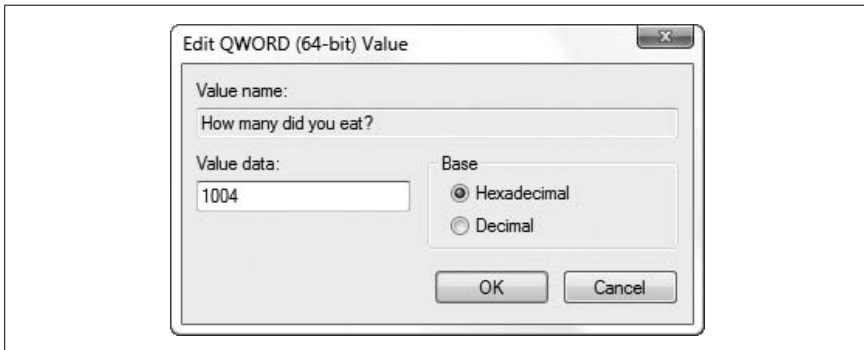 Edit QWORD (64-bit) Value
Value name:
How many did you eat?
Value data:
1004
Base
Hexadecimal
Decimal
OK
Cancel